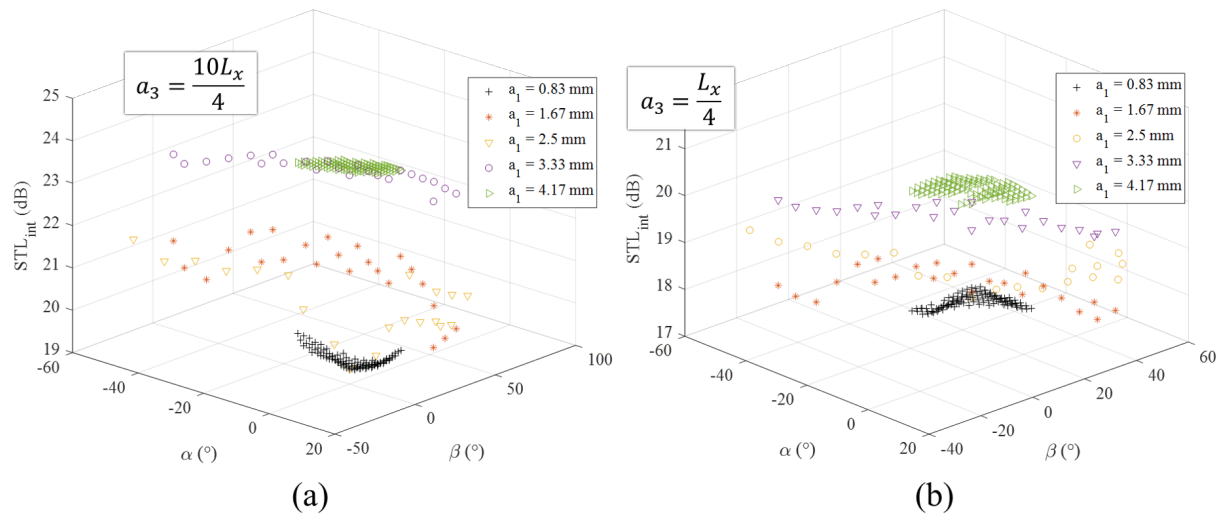 a₃ = 10Lₓ/4
25
24
23
22
21
20
19
STL_int (dB)
-60
-40
-20
0
20
α (°)
-50
0
50
100
β (°)
a₁ = 0.83 mm
a₁ = 1.67 mm
a₁ = 2.5 mm
a₁ = 3.33 mm
a₁ = 4.17 mm
(a)
a₃ = Lₓ/4
21
20
19
18
17
STL_int (dB)
-60
-40
-20
0
20
α (°)
-40
-20
0
20
40
60
β (°)
a₁ = 0.83 mm
a₁ = 1.67 mm
a₁ = 2.5 mm
a₁ = 3.33 mm
a₁ = 4.17 mm
(b)